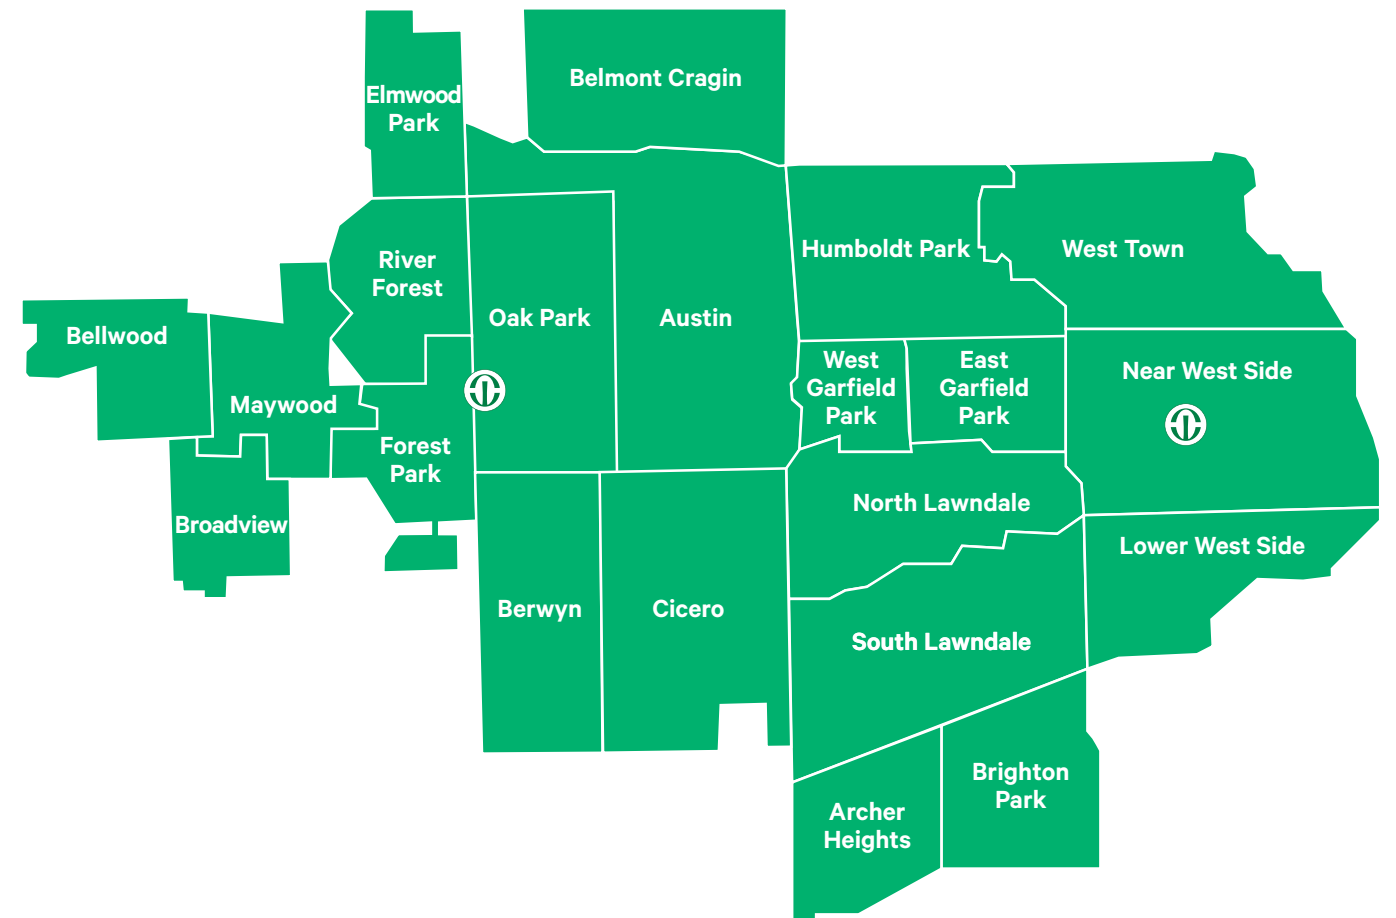 Belmont Cragin
Elmwood
Park
Humboldt Park
West Town
River
Forest
Oak Park
Austin
Bellwood
West
Garfield
Park
East
Garfield
Park
Near West Side
Maywood
Forest
Park
North Lawndale
Broadview
Lower West Side
Berwyn
Cicero
South Lawndale
Brighton
Park
Archer
Heights